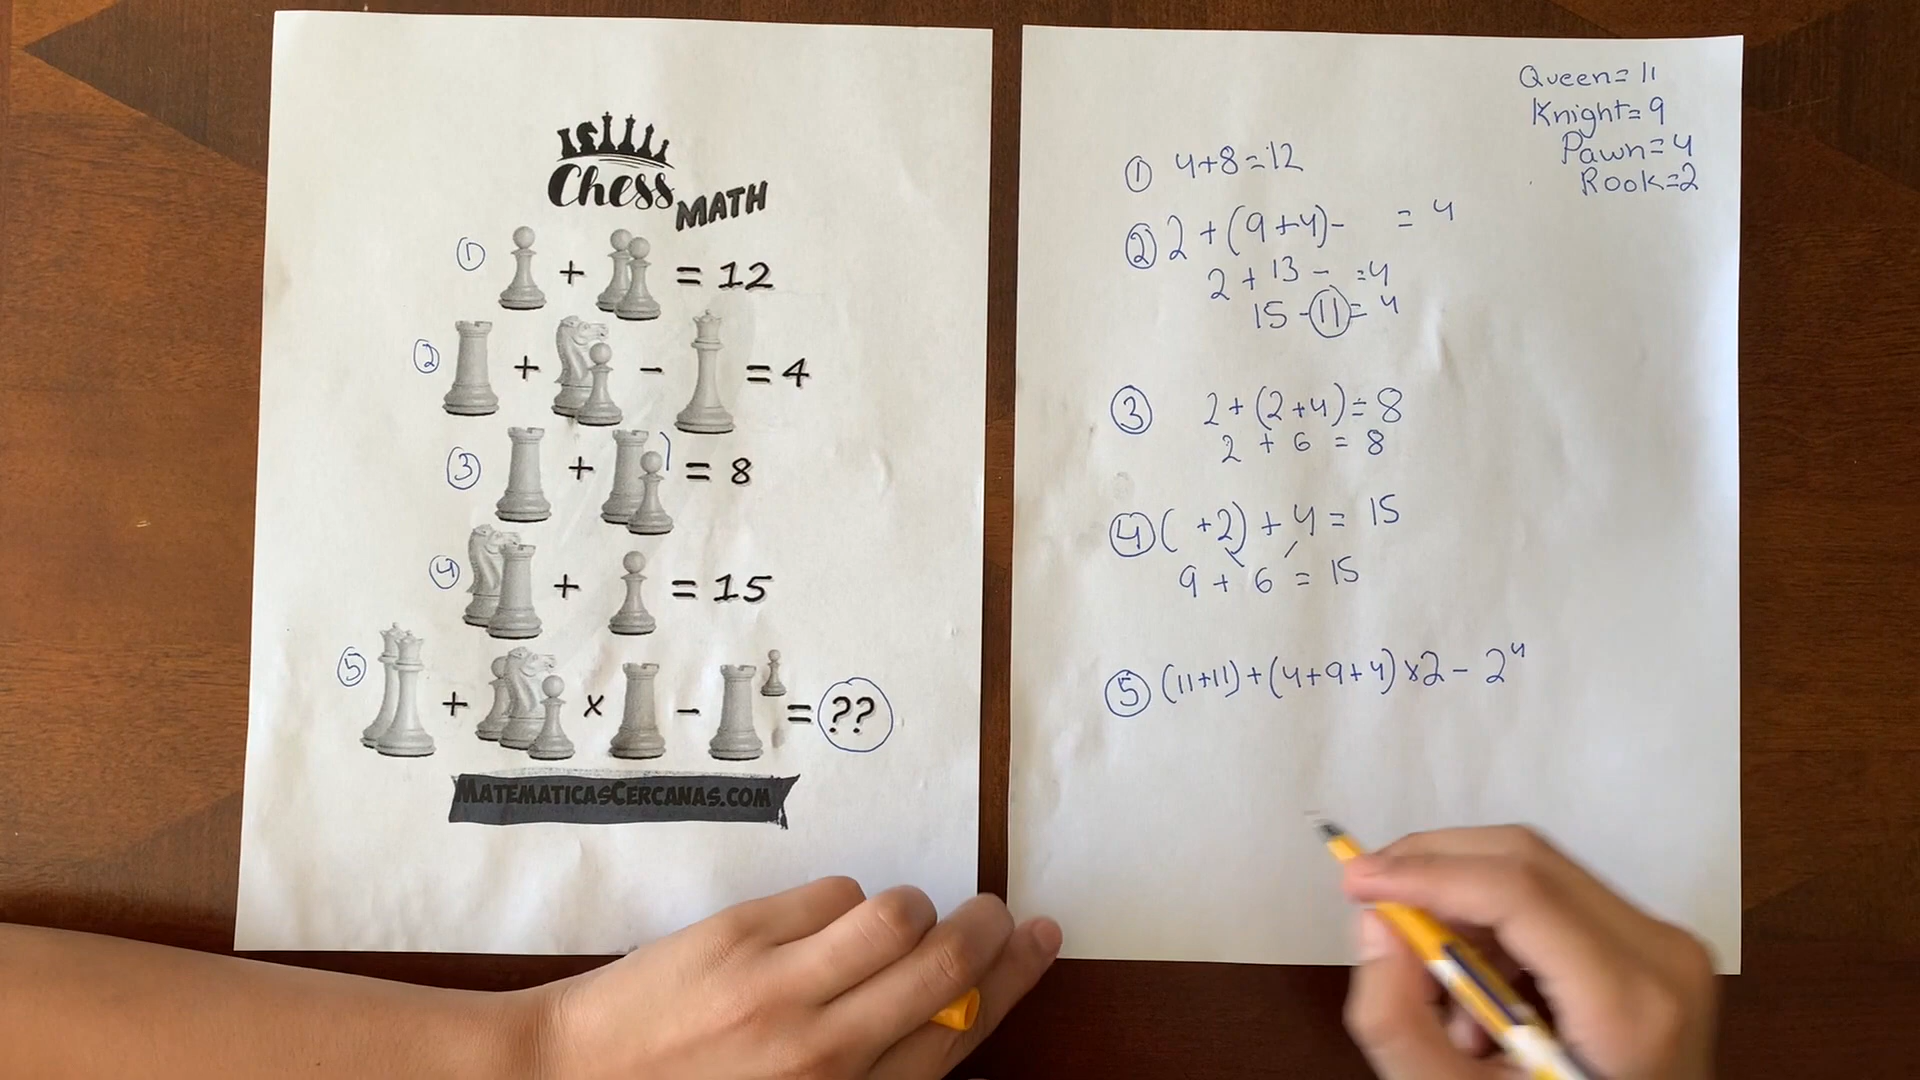 Chess MATH
① + = 12
② + - = 4
③ + = 8
④ + = 15
⑤ + x - = ??
MATEMATICASCERCANAS.COM
Queen=11
Knight=9
Pawn=4
Rook=2
① 4+8=12
② 2+(9+4)- =4
2+13- =4
15-11=4
③ 2+(2+4)=8
2+6=8
④ ( +2)+4=15
9+6=15
⑤ (11+11)+(4+9+4)x2-2⁴